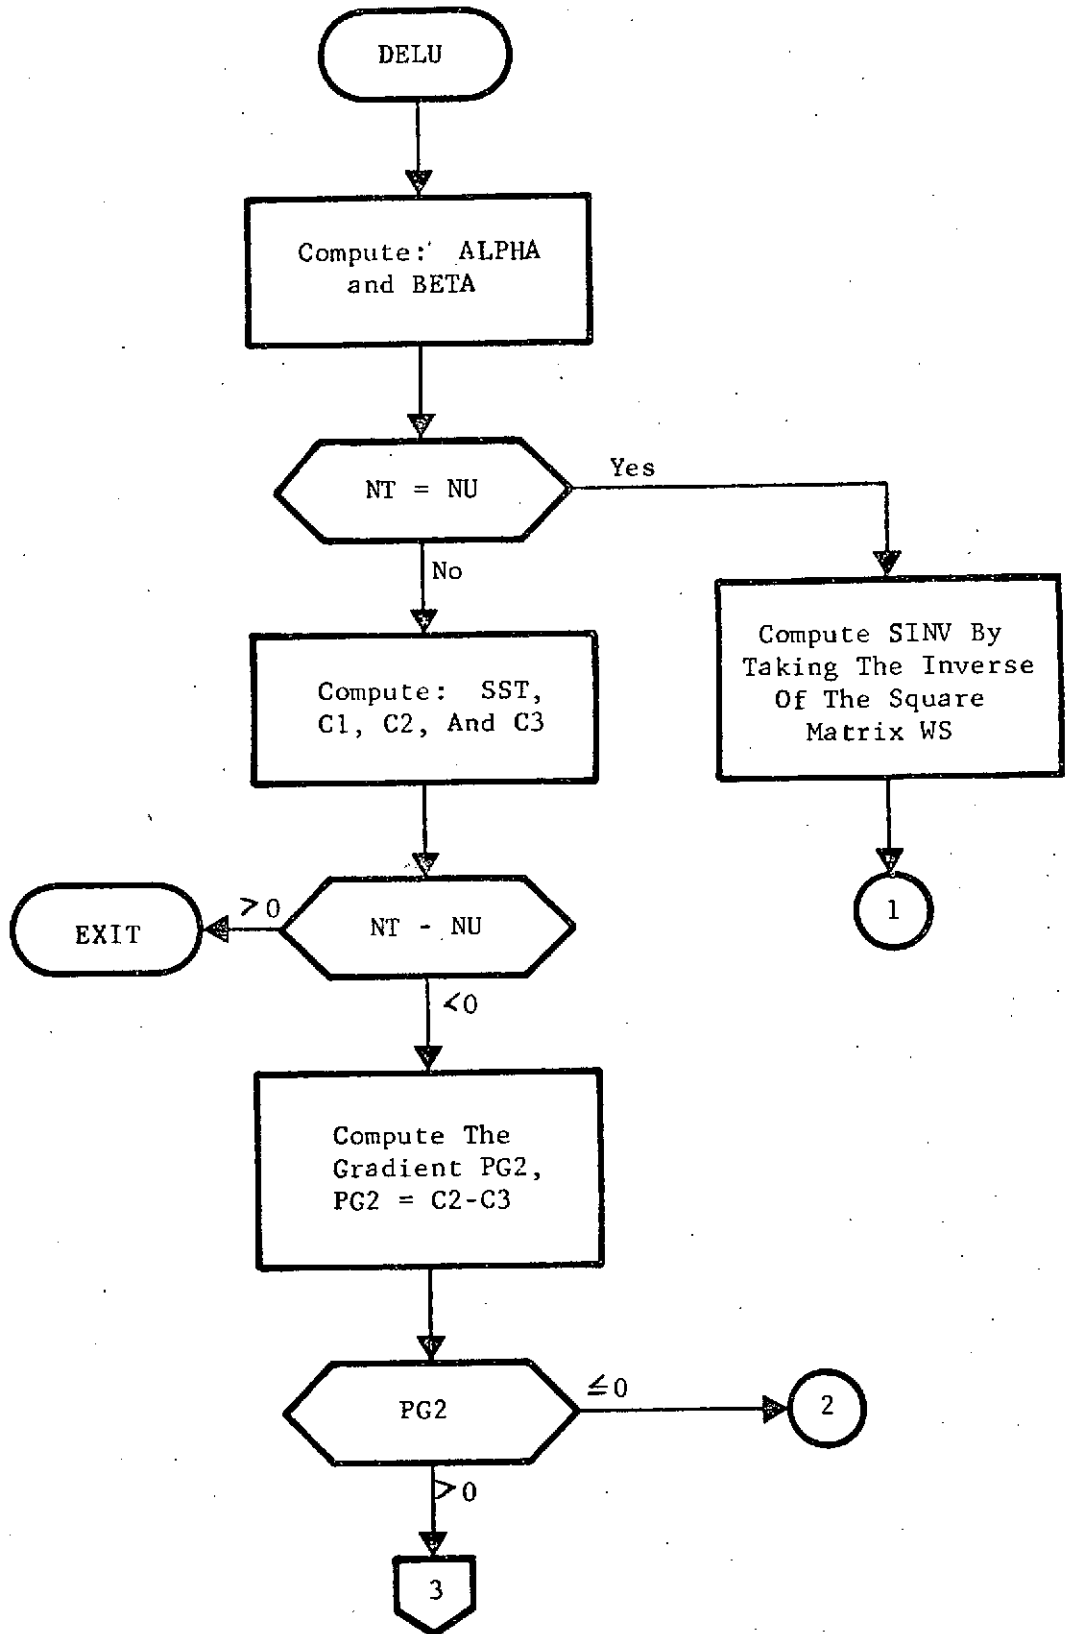 DELU
Compute: ALPHA
and BETA
NT = NU
Yes
No
Compute SINV By
Taking The Inverse
Of The Square
Matrix WS
Compute: SST,
C1, C2, And C3
1
EXIT
>0
NT - NU
<0
Compute The
Gradient PG2,
PG2 = C2-C3
PG2
≦0
2
>0
3